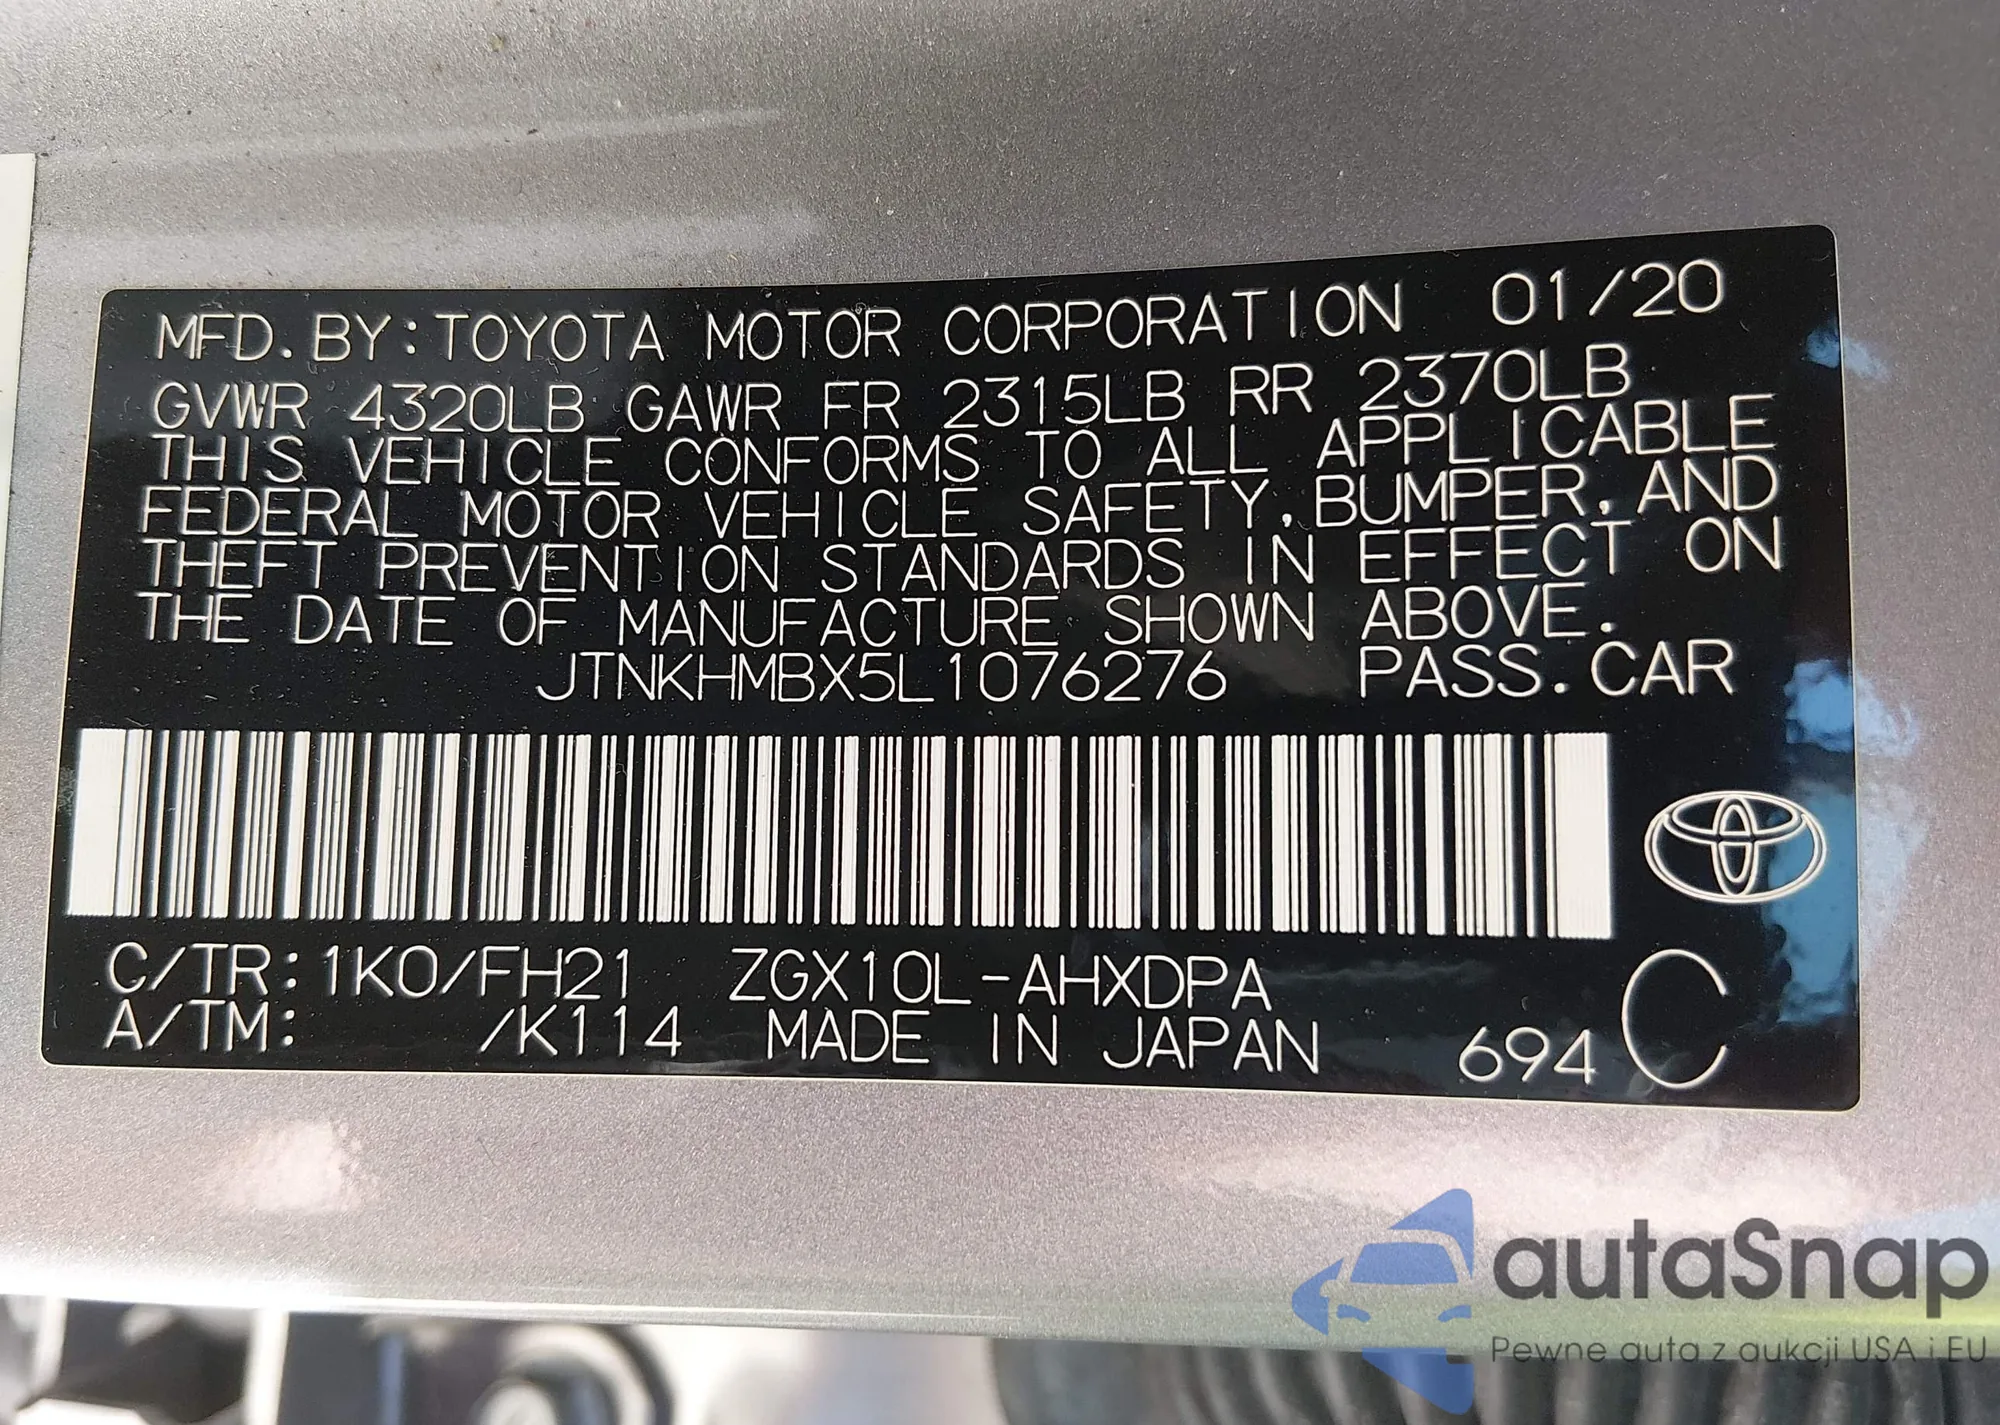 MFD. BY: TOYOTA MOTOR CORPORATION 01/20
GVWR 4320LB GAWR FR 2315LB RR 2370LB
THIS VEHICLE CONFORMS TO ALL APPLICABLE
FEDERAL MOTOR VEHICLE SAFETY, BUMPER, AND
THEFT PREVENTION STANDARDS IN EFFECT ON
THE DATE OF MANUFACTURE SHOWN ABOVE.
JTNKHMBX5L1076276 PASS. CAR
C/TR: 1K0/FH21 ZGX10L-AHXDPA
A/TM: /K114 MADE IN JAPAN 694 C
autaSnap
Pewne auta z aukcji USA i EU